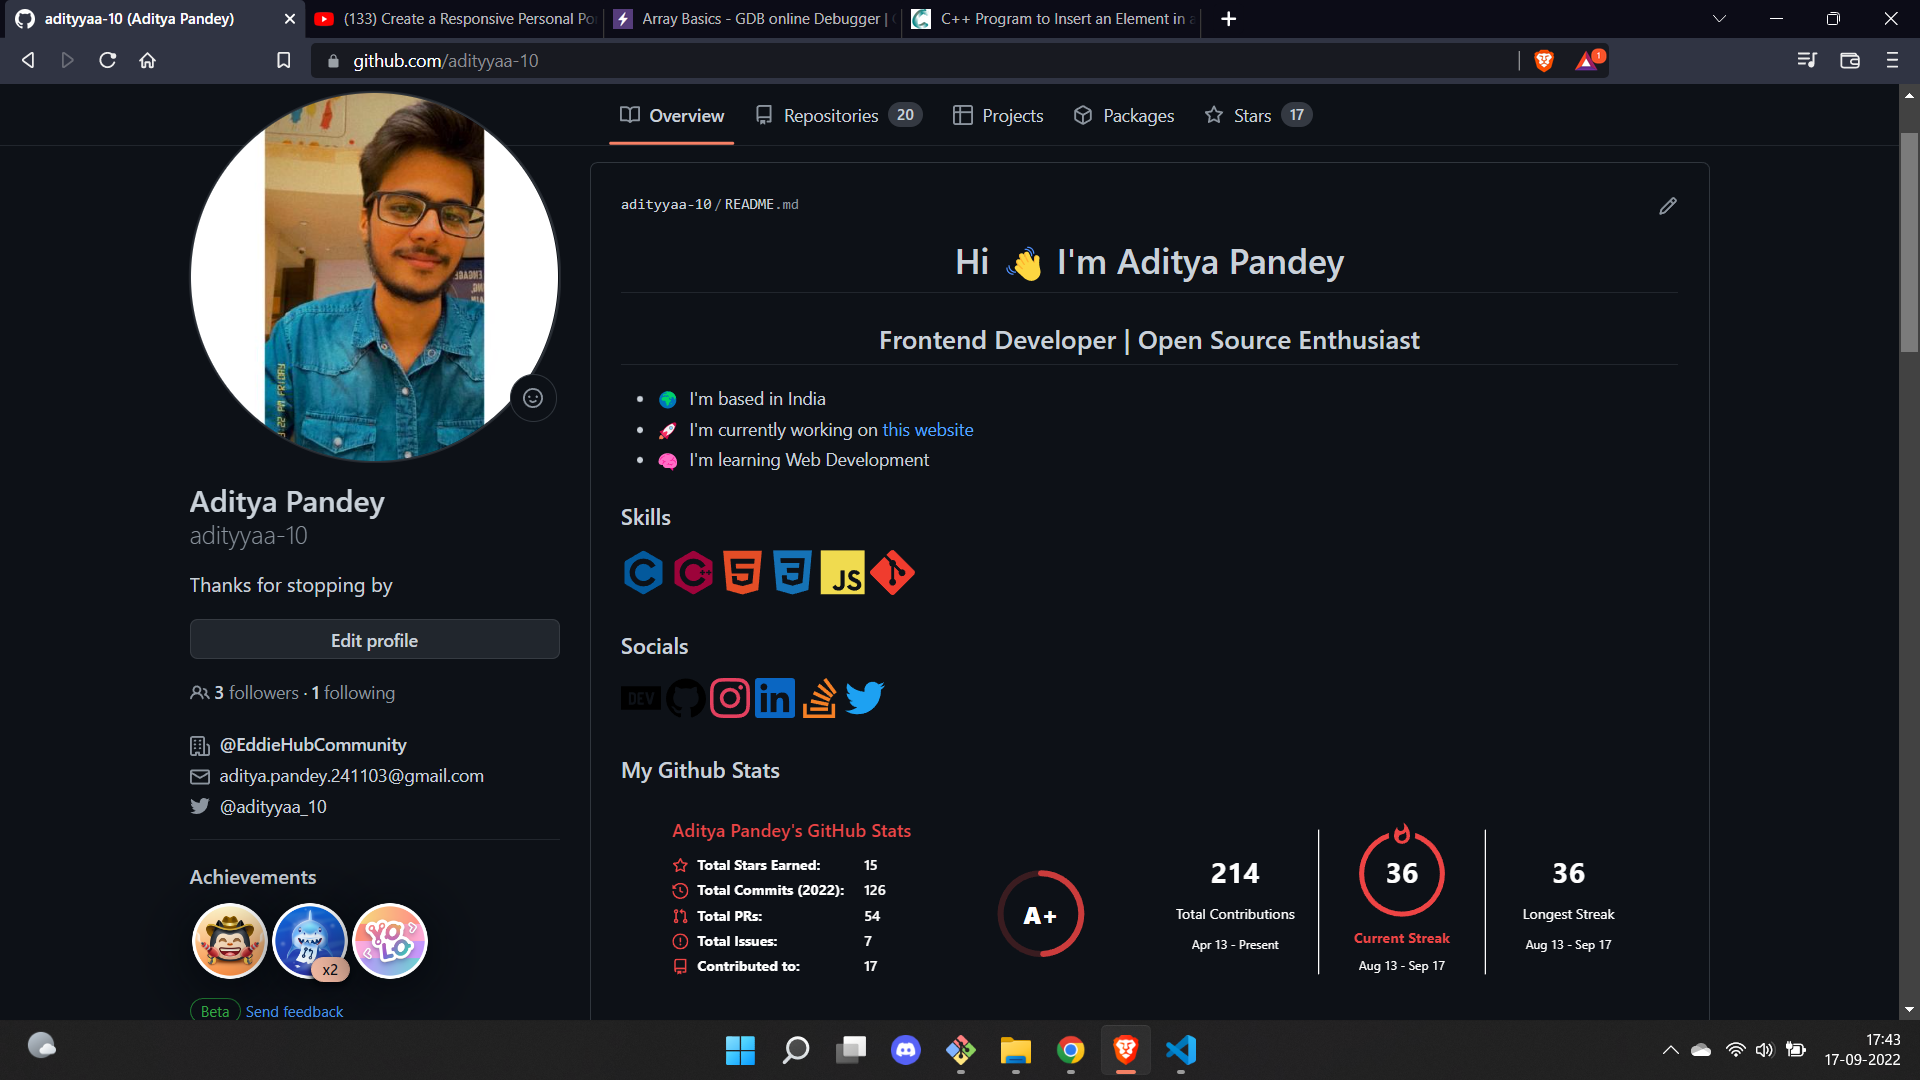 adityyaa-10 (Aditya Pandey)
(133) Create a Responsive Personal Po
Array Basics - GDB online Debugger |
C++ Program to Insert an Element in a
github.com/adityyaa-10
1
Overview
Repositories 20
Projects
Packages
Stars 17
adityyaa-10/README.md
Hi 👋 I'm Aditya Pandey
Frontend Developer | Open Source Enthusiast
I'm based in India
I'm currently working on this website
I'm learning Web Development
Skills
C C++ 5 3 JS
Socials
DEV in
My Github Stats
Aditya Pandey's GitHub Stats
Total Stars Earned: 15
Total Commits (2022): 126
Total PRs: 54
Total Issues: 7
Contributed to: 17
A+
214
Total Contributions
Apr 13 - Present
36
Current Streak
Aug 13 - Sep 17
36
Longest Streak
Aug 13 - Sep 17
Aditya Pandey
adityyaa-10
Thanks for stopping by
Edit profile
3 followers · 1 following
@EddieHubCommunity
aditya.pandey.241103@gmail.com
@adityyaa_10
Achievements
x2
YOLO
Beta Send feedback
17:43
17-09-2022